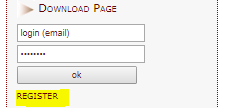 Download Page
login (email)
••••••••
ok
REGISTER